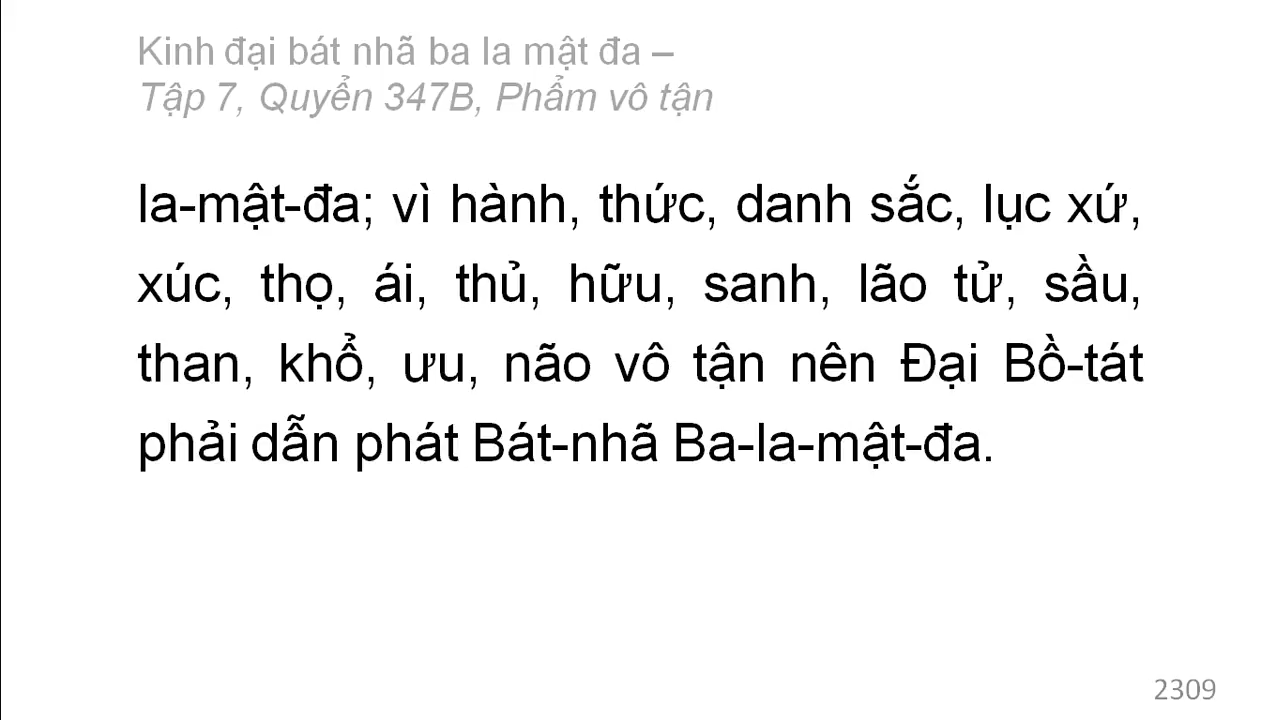 Kinh đại bát nhã ba la mật đa –
Tập 7, Quyển 347B, Phẩm vô tận
la-mật-đa; vì hành, thức, danh sắc, lục xứ,
xúc, thọ, ái, thủ, hữu, sanh, lão tử, sầu,
than, khổ, ưu, não vô tận nên Đại Bồ-tát
phải dẫn phát Bát-nhã Ba-la-mật-đa.
2309